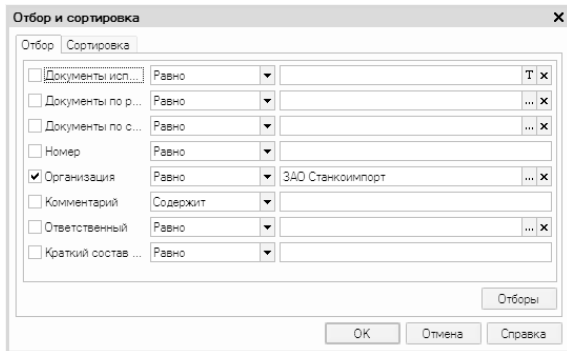 Отбор и сортировка
Отбор Сортировка
Документы исп... Равно T
Документы по р... Равно ...
Документы по с... Равно ...
Номер Равно
Организация Равно ЗАО Станкоимпорт ...
Комментарий Содержит
Ответственный Равно ...
Краткий состав ... Равно
Отборы
OK Отмена Справка